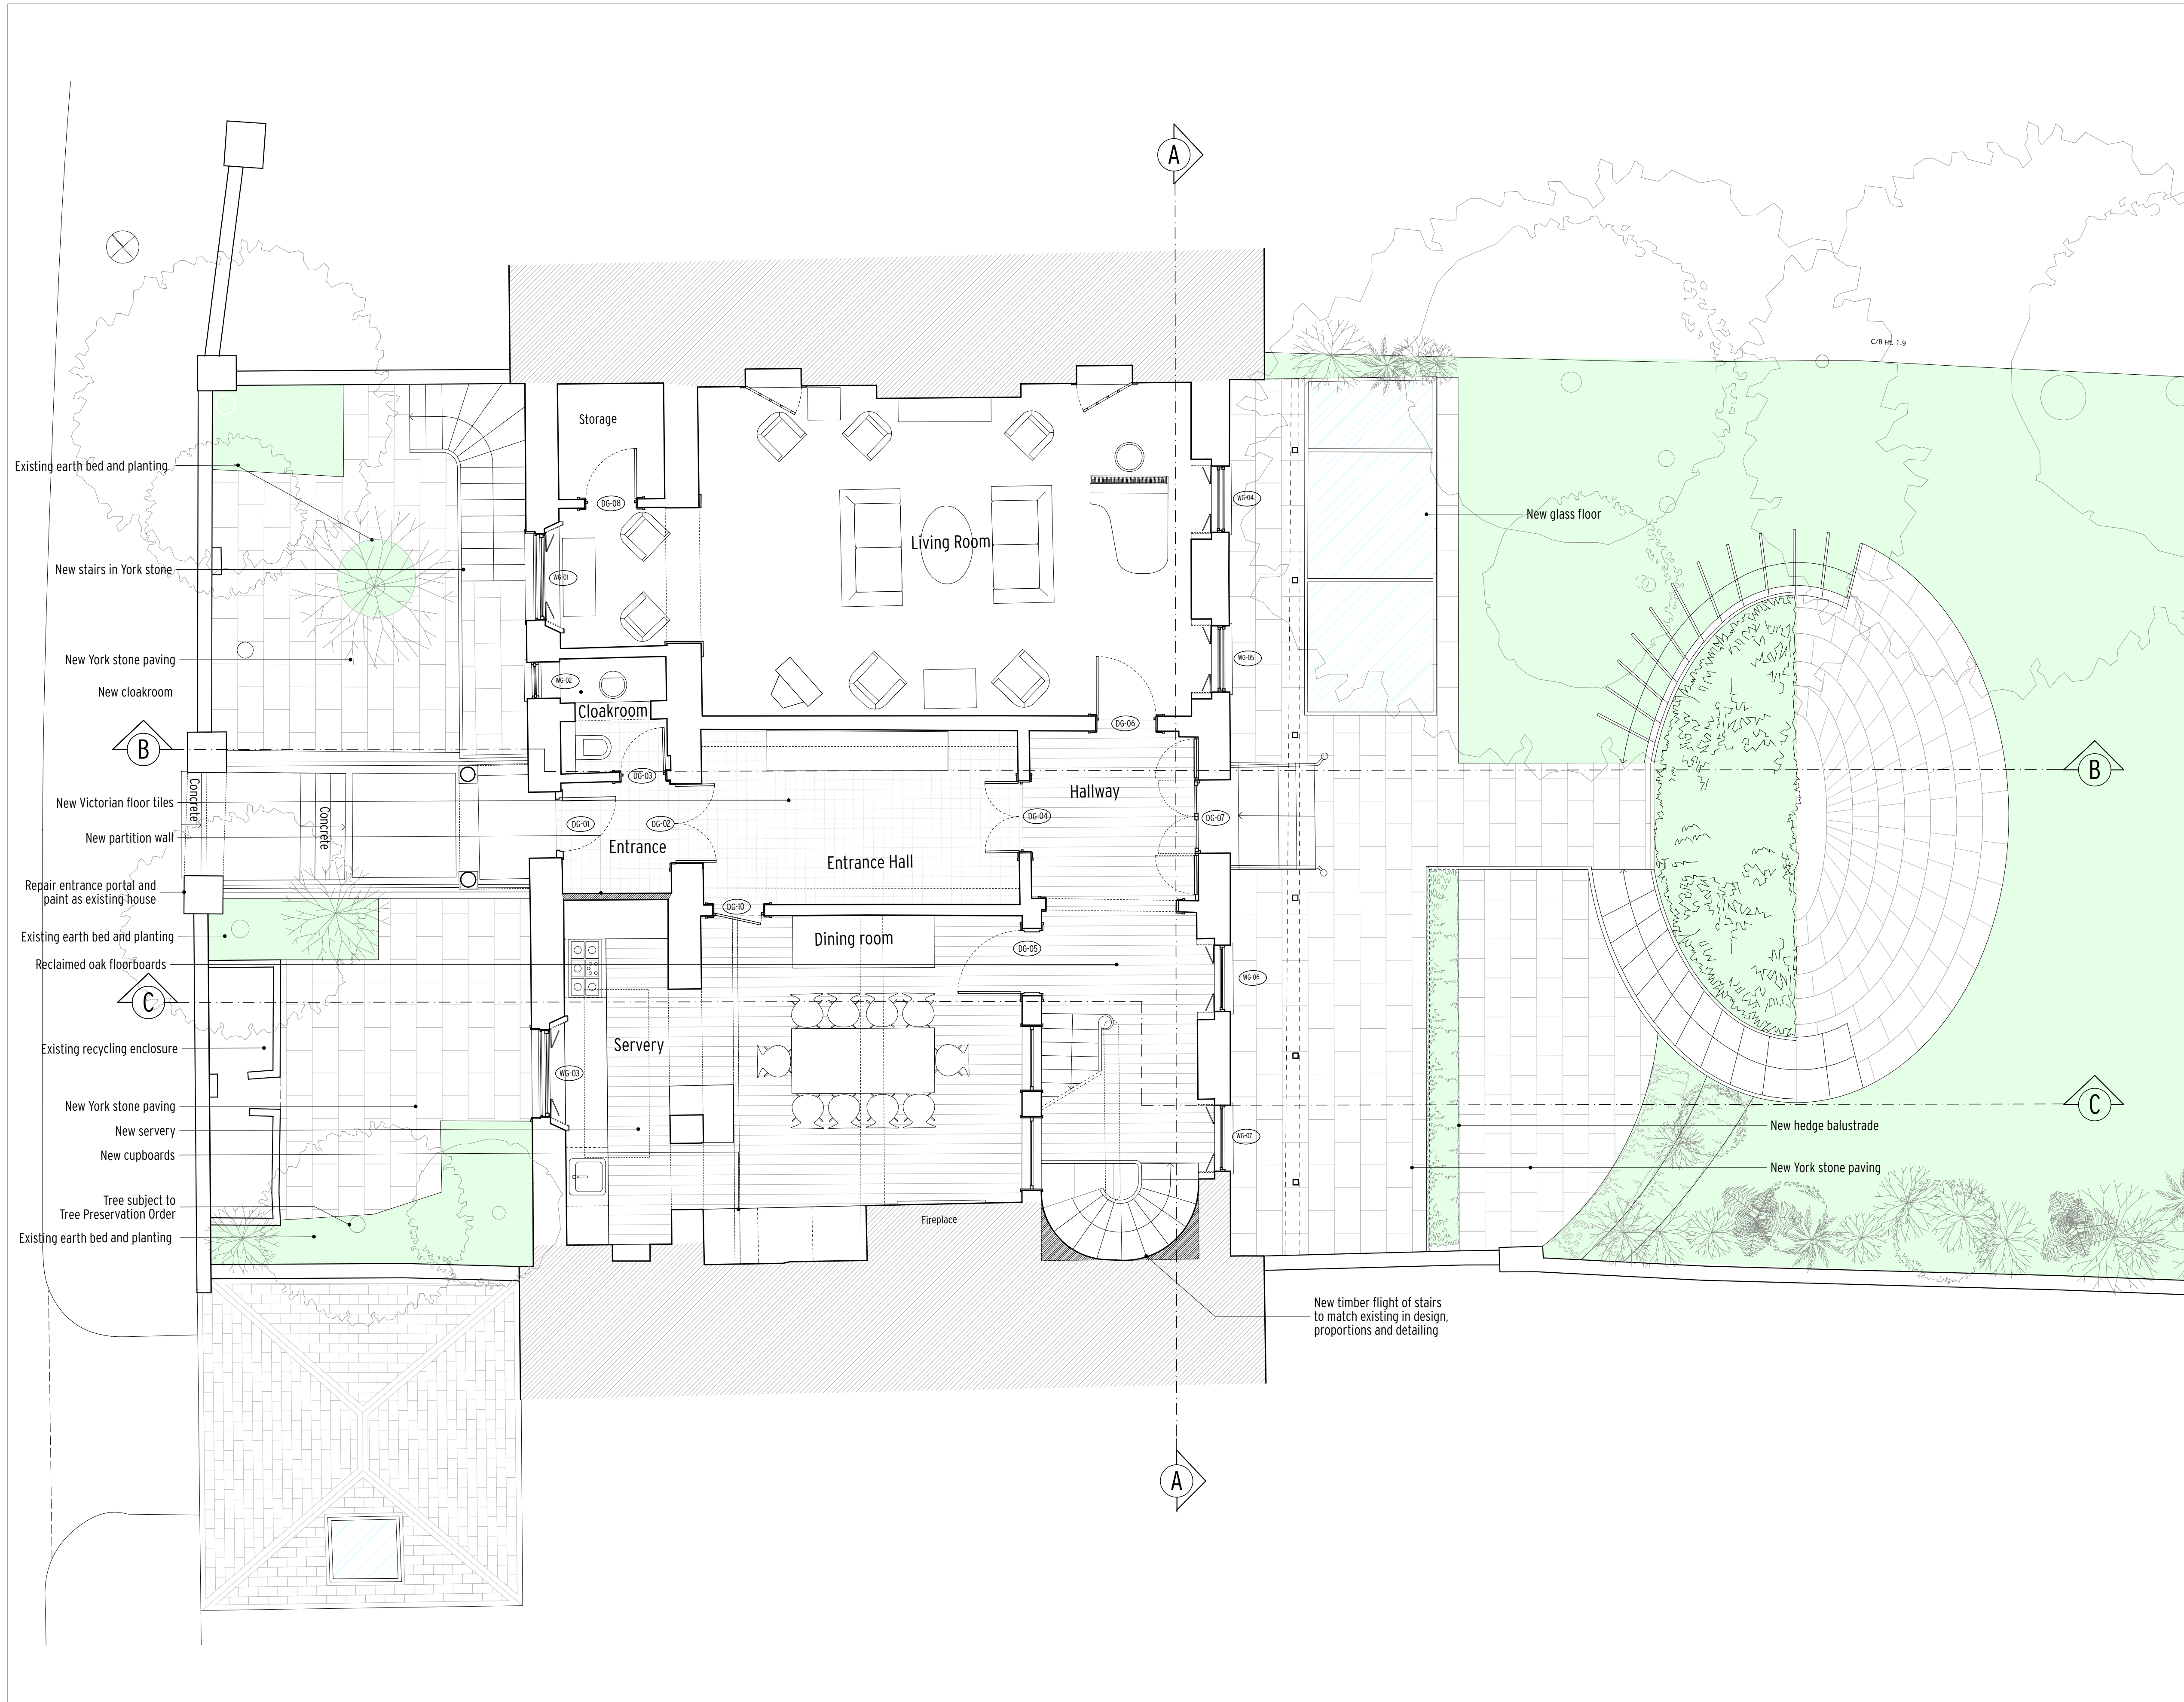 A
C/B Ht. 1.9
Storage
Existing earth bed and planting
DG-08
WG-04
New glass floor
Living Room
New stairs in York stone
WG-01
New York stone paving
WG-05
WG-02
New cloakroom
Cloakroom
DG-06
B
DG-03
B
Concrete
Hallway
New Victorian floor tiles
Concrete
DG-01
DG-02
DG-04
DG-07
New partition wall
Entrance
Entrance Hall
Repair entrance portal and
paint as existing house
DG-10
Existing earth bed and planting
Dining room
DG-05
Reclaimed oak floorboards
WG-06
C
Existing recycling enclosure
Servery
WG-03
New York stone paving
C
New servery
WG-07
New hedge balustrade
New cupboards
New York stone paving
Tree subject to
Tree Preservation Order
Fireplace
Existing earth bed and planting
New timber flight of stairs
to match existing in design,
proportions and detailing
A